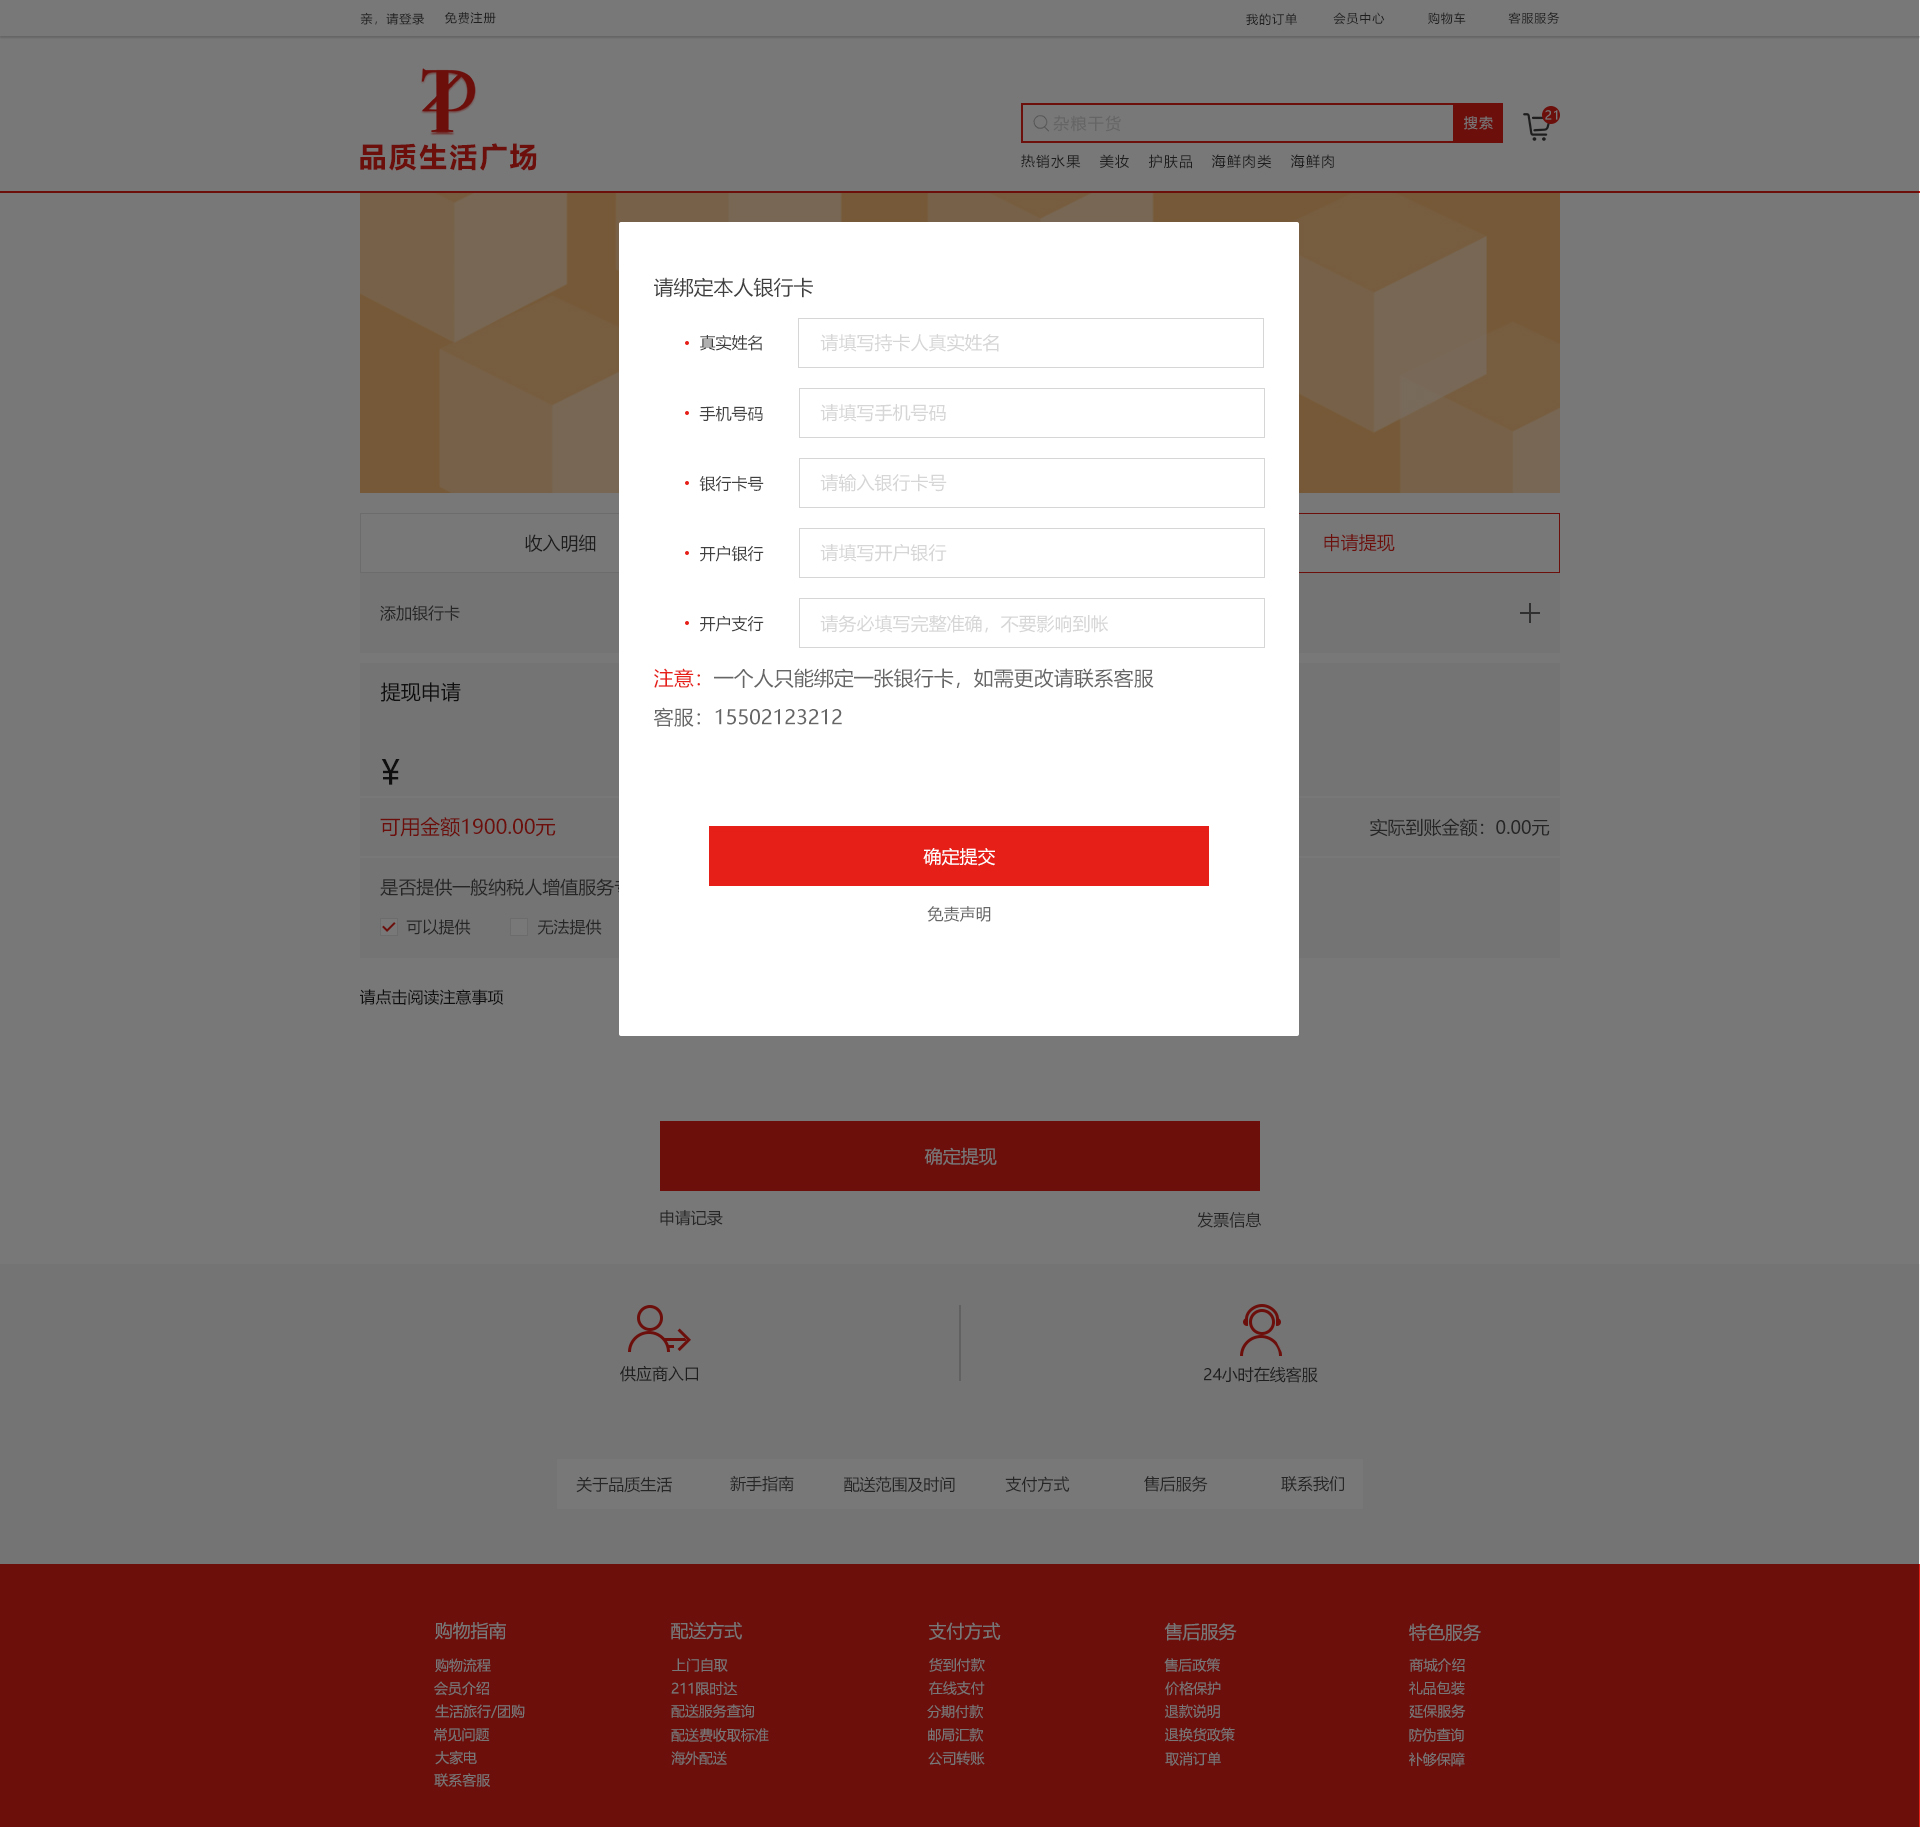 亲，请登录 免费注册 我的订单 会员中心 购物车 客服服务
品质生活广场
杂粮干货 搜索 21
热销水果 美妆 护肤品 海鲜肉类 海鲜肉
请绑定本人银行卡
真实姓名 请填写持卡人真实姓名
手机号码 请填写手机号码
银行卡号 请输入银行卡号
开户银行 请填写开户银行
开户支行 请务必填写完整准确，不要影响到帐
注意：一个人只能绑定一张银行卡，如需更改请联系客服
客服：15502123212
确定提交
免责声明
收入明细 申请提现
添加银行卡
提现申请
¥
可用金额1900.00元 实际到账金额：0.00元
是否提供一般纳税人增值服务
可以提供 无法提供
请点击阅读注意事项
确定提现
申请记录 发票信息
供应商入口 24小时在线客服
关于品质生活 新手指南 配送范围及时间 支付方式 售后服务 联系我们
购物指南 配送方式 支付方式 售后服务 特色服务
购物流程 上门自取 货到付款 售后政策 商城介绍
会员介绍 211限时达 在线支付 价格保护 礼品包装
生活旅行/团购 配送服务查询 分期付款 退款说明 延保服务
常见问题 配送费收取标准 邮局汇款 退换货政策 防伪查询
大家电 海外配送 公司转账 取消订单 补够保障
联系客服